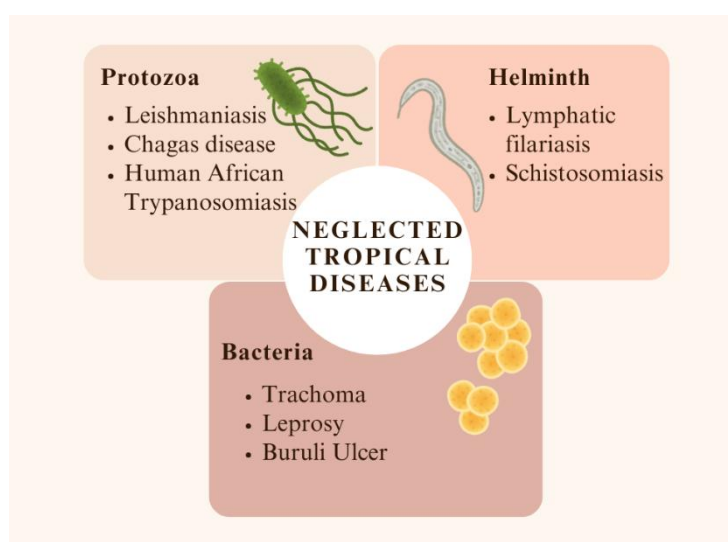 Protozoa
• Leishmaniasis
• Chagas disease
• Human African
Trypanosomiasis
Helminth
• Lymphatic
filariasis
• Schistosomiasis
NEGLECTED
TROPICAL
DISEASES
Bacteria
• Trachoma
• Leprosy
• Buruli Ulcer